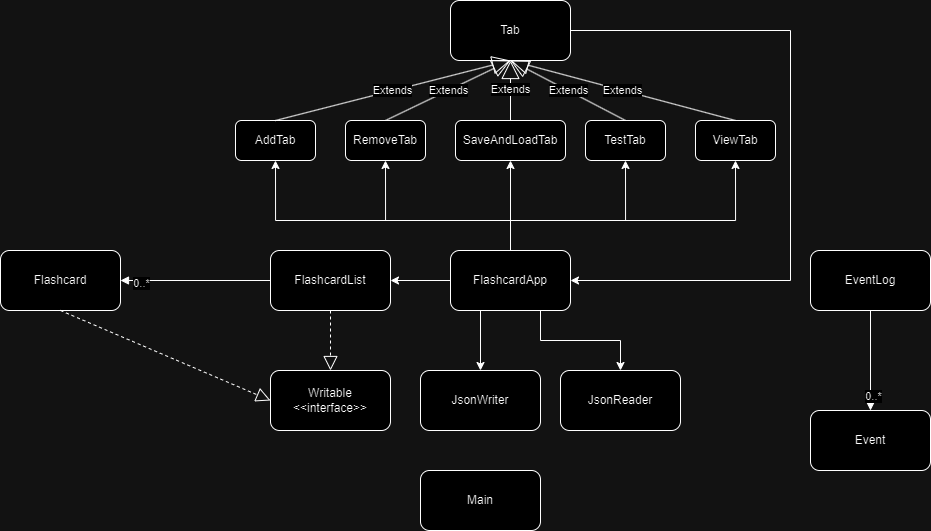 Tab
Extends
Extends
Extends
Extends
Extends
AddTab
RemoveTab
SaveAndLoadTab
TestTab
ViewTab
Flashcard
0..*
FlashcardList
FlashcardApp
EventLog
Writable
<<interface>>
JsonWriter
JsonReader
0..*
Event
Main